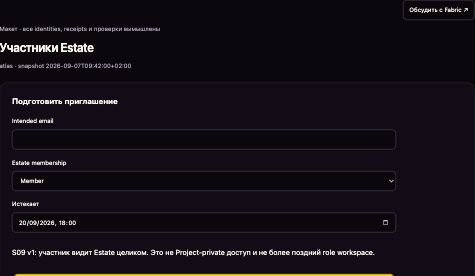 Обсудить с Fabric ↗
Макет · все identities, receipts и проверки вымышлены
Участники Estate
atlas · snapshot 2026-09-07T09:42:00+02:00
Подготовить приглашение
Intended email
Estate membership
Member
Истекает
20/09/2026, 18:00
S09 v1: участник видит Estate целиком. Это не Project-private доступ и не более поздний role workspace.